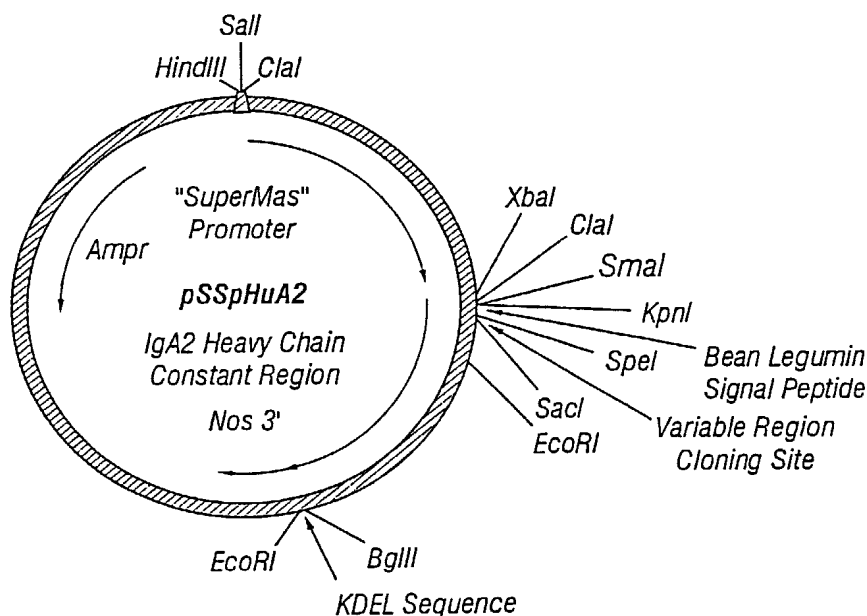 SalI
HindIII
ClaI
"SuperMas"
Promoter
Ampr
pSSpHuA2
IgA2 Heavy Chain
Constant Region
Nos 3'
XbaI
ClaI
SmaI
KpnI
Bean Legumin
Signal Peptide
SpeI
Variable Region
Cloning Site
SacI
EcoRI
EcoRI
BglII
KDEL Sequence